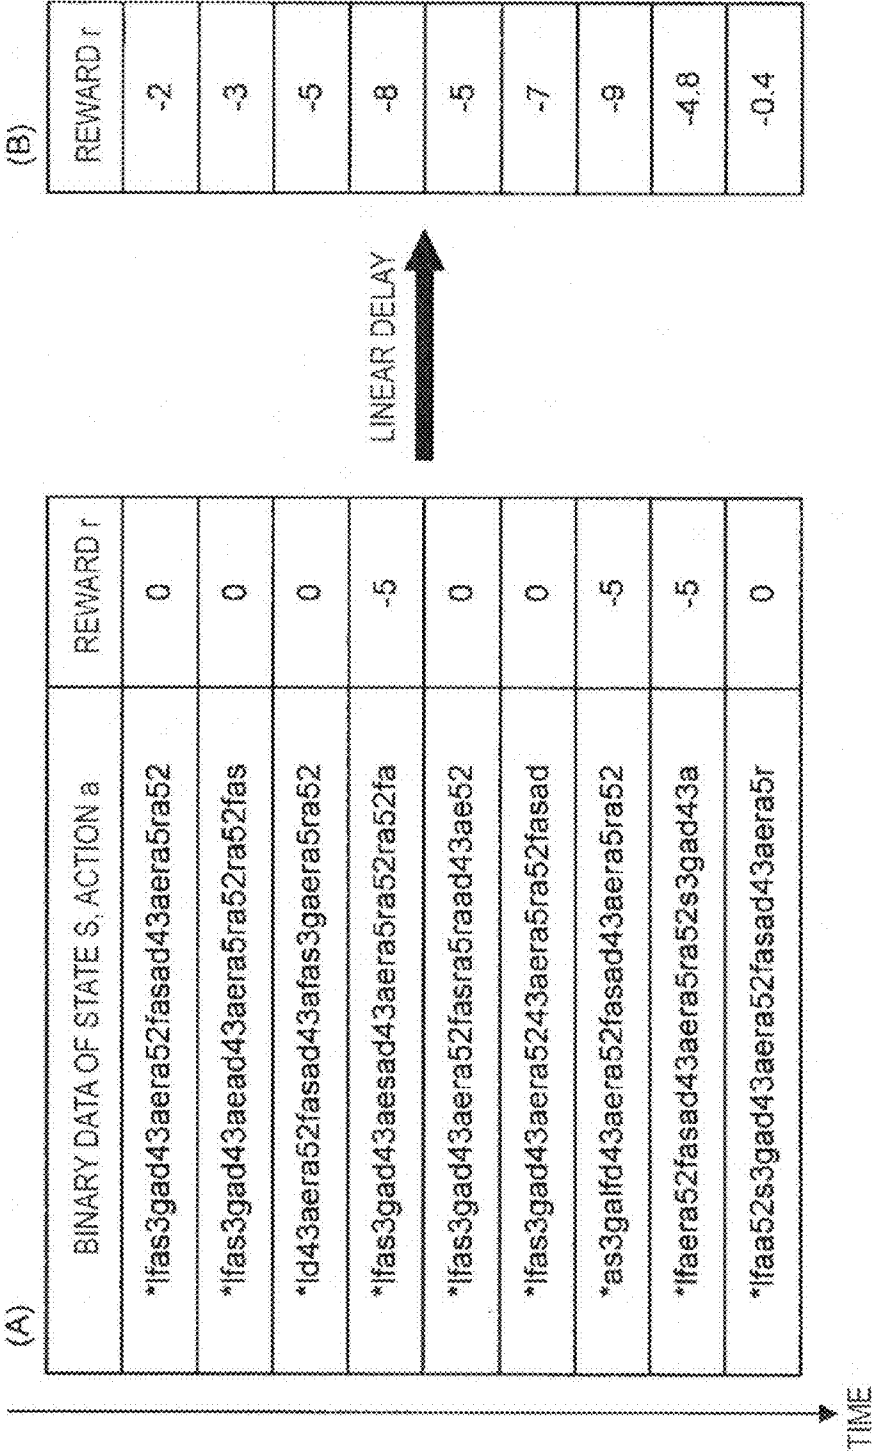 (A)
BINARY DATA OF STATE S, ACTION a REWARD r
*lfas3gad43aera52fasad43aera5ra52 0
*lfas3gad43aead43aera5ra52ra52fas 0
*ld43aera52fasad43afas3gaera5ra52 0
*lfas3gad43aesad43aera5ra52ra52fa -5
*lfas3gad43aera52fasra5raad43ae52 0
*lfas3gad43aera5243aera5ra52fasad 0
*as3galfd43aera52fasad43aera5ra52 -5
*lfaera52fasad43aera5ra52s3gad43a -5
*lfaa52s3gad43aera52fasad43aera5r 0
TIME
LINEAR DELAY
(B)
REWARD r
-2
-3
-5
-8
-5
-7
-9
-4.8
-0.4